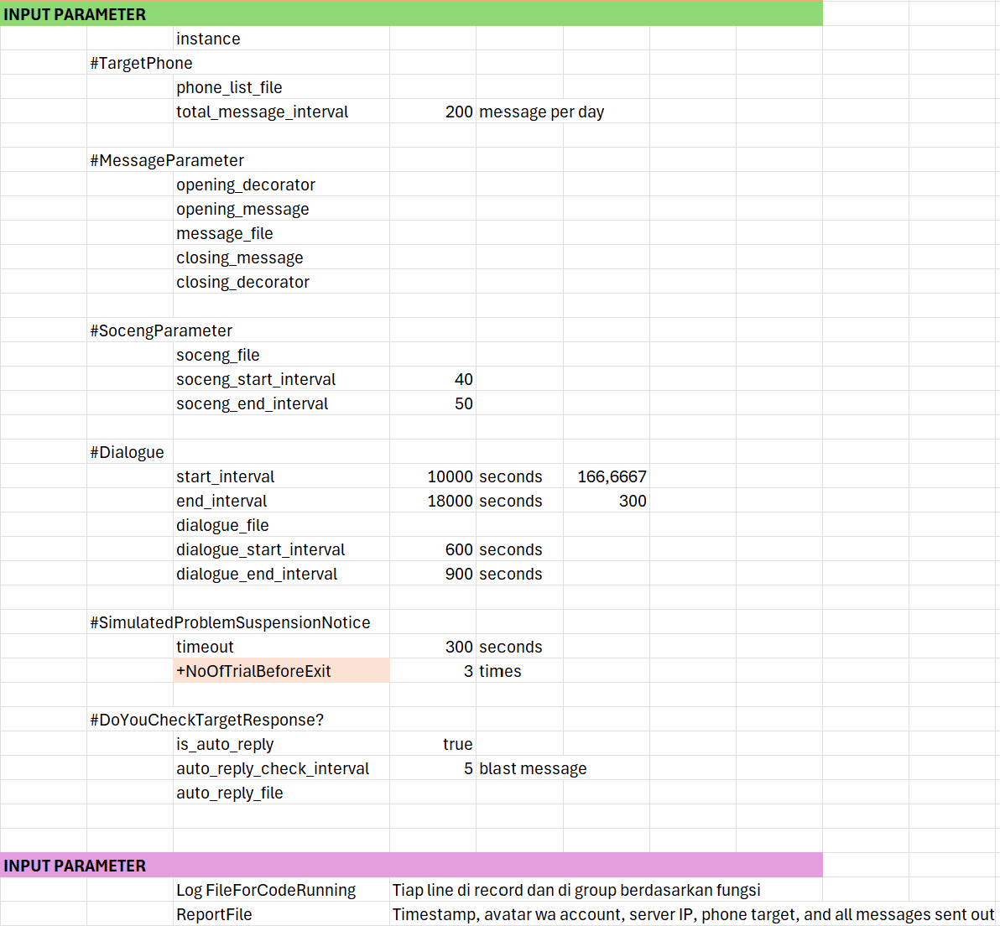 INPUT PARAMETER
instance
#TargetPhone
phone_list_file
total_message_interval 200 message per day
#MessageParameter
opening_decorator
opening_message
message_file
closing_message
closing_decorator
#SocengParameter
soceng_file
soceng_start_interval 40
soceng_end_interval 50
#Dialogue
start_interval 10000 seconds 166,6667
end_interval 18000 seconds 300
dialogue_file
dialogue_start_interval 600 seconds
dialogue_end_interval 900 seconds
#SimulatedProblemSuspensionNotice
timeout 300 seconds
+NoOfTrialBeforeExit 3 times
#DoYouCheckTargetResponse?
is_auto_reply true
auto_reply_check_interval 5 blast message
auto_reply_file
INPUT PARAMETER
Log FileForCodeRunning Tiap line di record dan di group berdasarkan fungsi
ReportFile Timestamp, avatar wa account, server IP, phone target, and all messages sent out